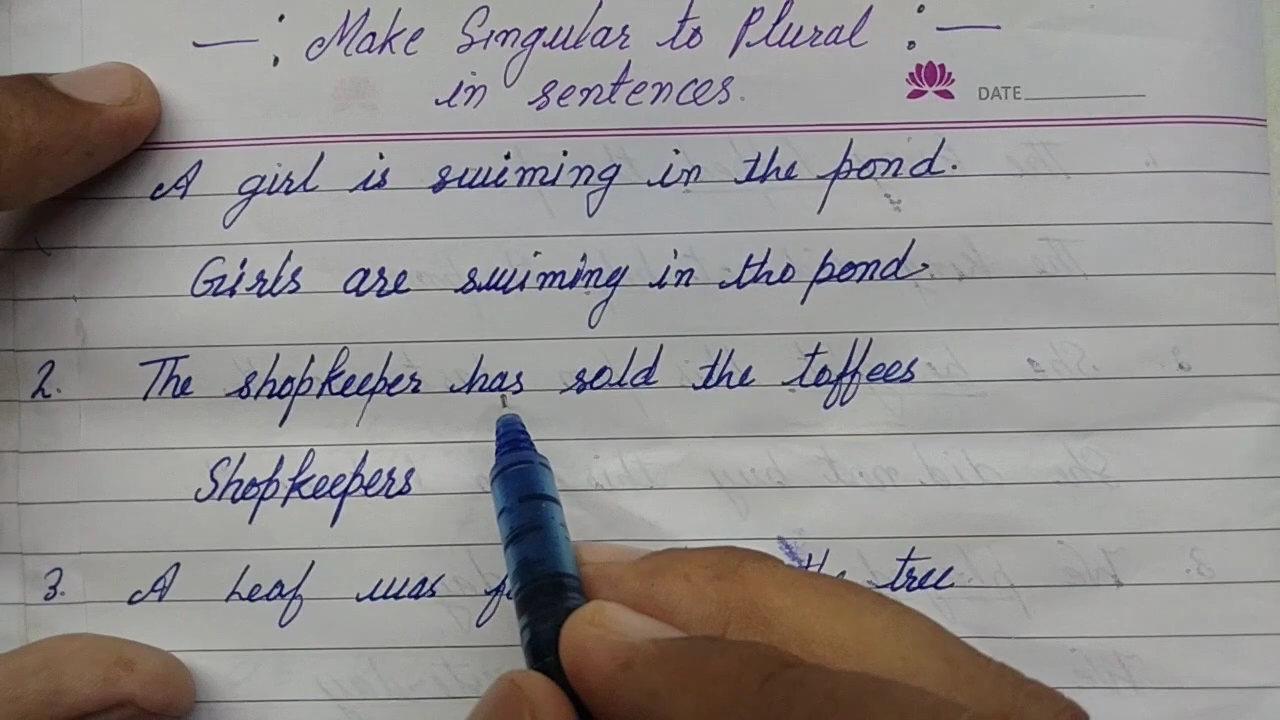 —: Make Singular to Plural :—
in sentences.
DATE
A girl is swiming in the pond.
Girls are swiming in the pond.
2. The shopkeeper has sold the toffees
Shopkeepers
3. A Leaf was the tree